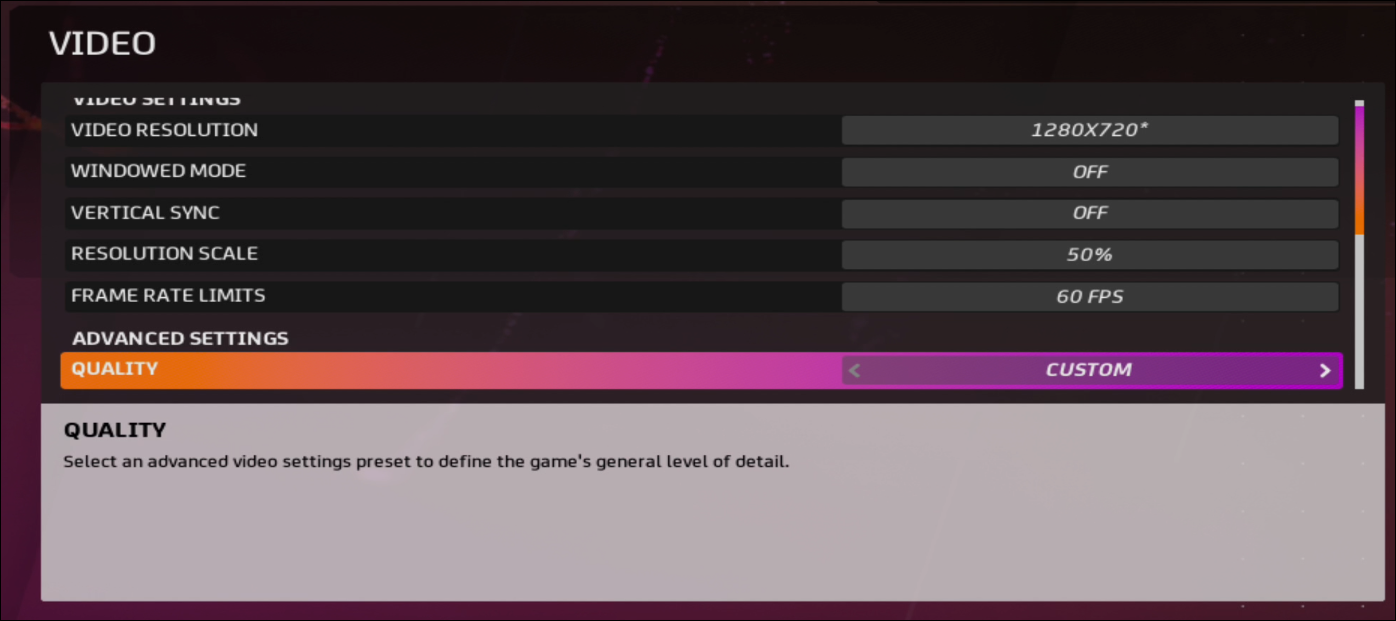 VIDEO
VIDEO SETTINGS
VIDEO RESOLUTION
1280X720*
WINDOWED MODE
OFF
VERTICAL SYNC
OFF
RESOLUTION SCALE
50%
FRAME RATE LIMITS
60 FPS
ADVANCED SETTINGS
QUALITY
< CUSTOM >
QUALITY
Select an advanced video settings preset to define the game's general level of detail.